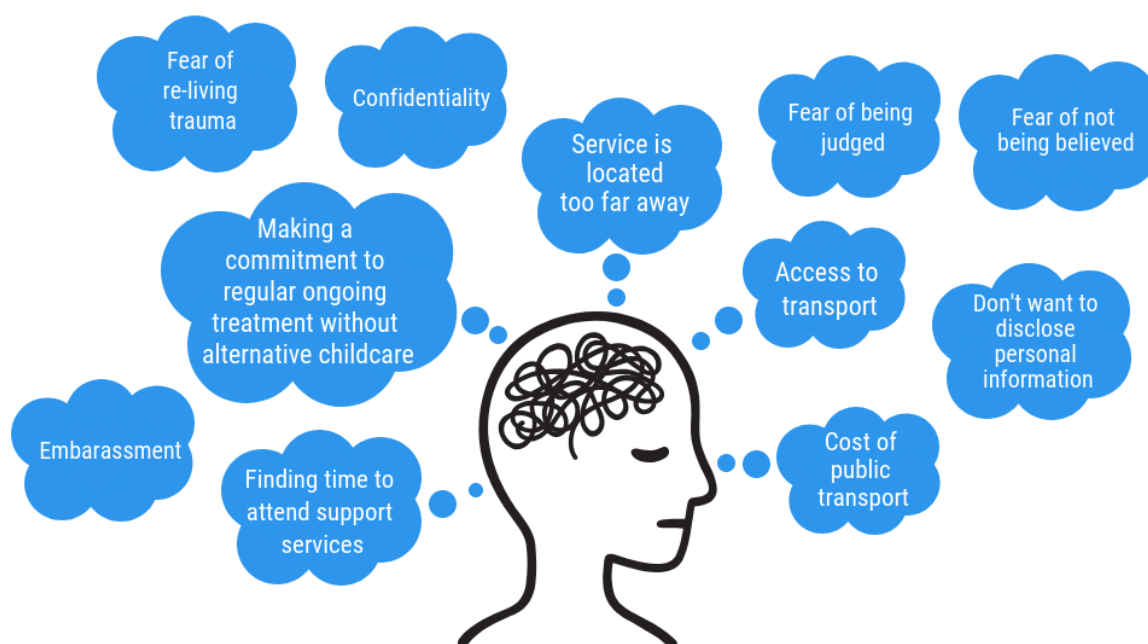 Fear of
re-living
trauma
Confidentiality
Service is
located
too far away
Fear of being
judged
Fear of not
being believed
Making a
commitment to
regular ongoing
treatment without
alternative childcare
Access to
transport
Don't want to
disclose
personal
information
Embarassment
Finding time to
attend support
services
Cost of
public
transport